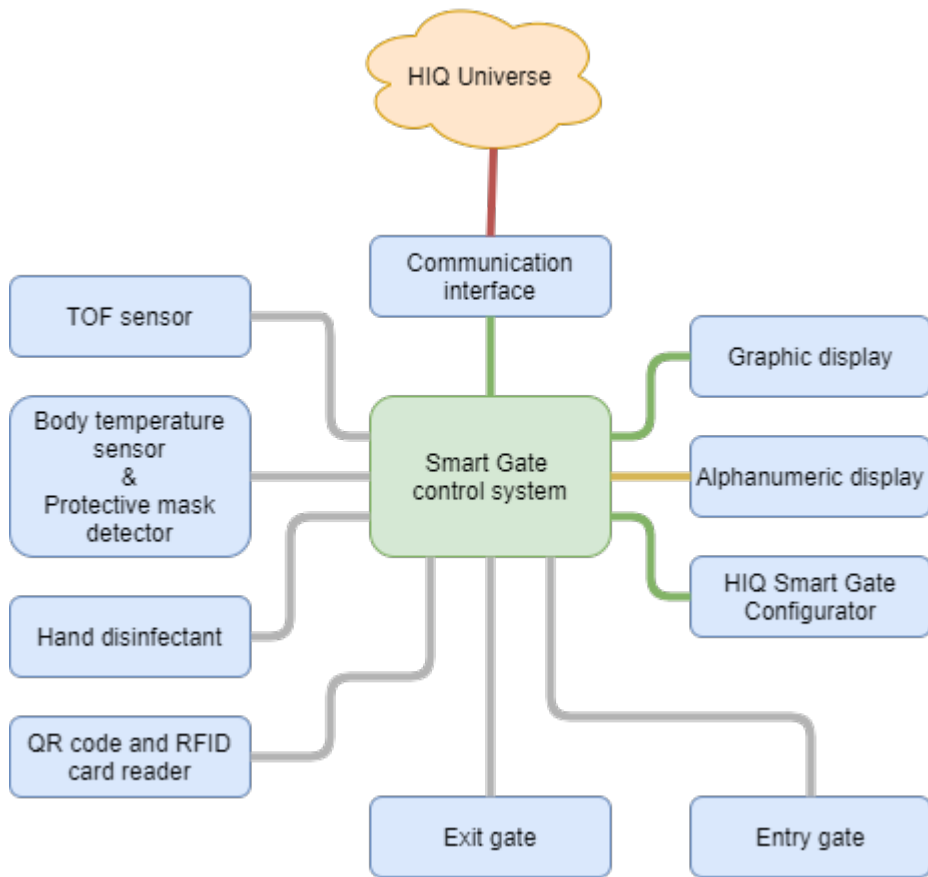 HIQ Universe
Communication
interface
TOF sensor
Graphic display
Body temperature
sensor
&
Protective mask
detector
Smart Gate
control system
Alphanumeric display
HIQ Smart Gate
Configurator
Hand disinfectant
QR code and RFID
card reader
Exit gate
Entry gate